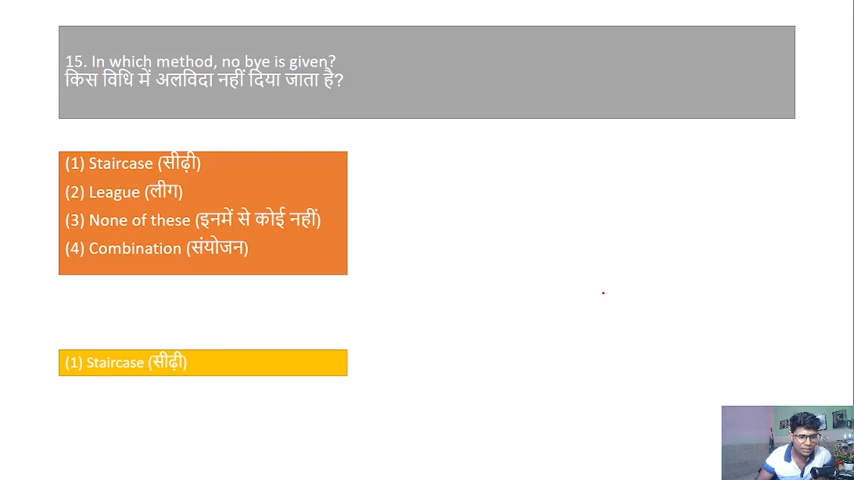 15. In which method, no bye is given?
किस विधि में अलविदा नहीं दिया जाता है?
(1) Staircase (सीढ़ी)
(2) League (लीग)
(3) None of these (इनमें से कोई नहीं)
(4) Combination (संयोजन)
(1) Staircase (सीढ़ी)